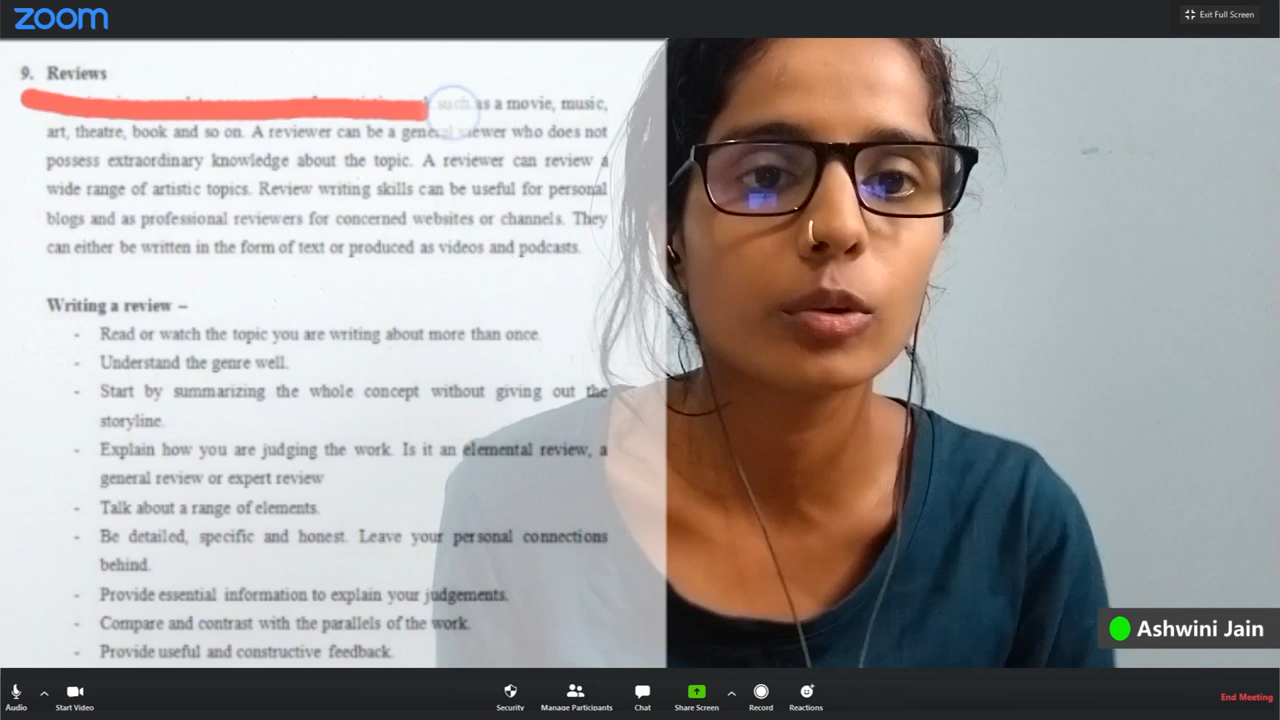 zoom
Exit Full Screen
9. Reviews
such as a movie, music,
art, theatre, book and so on. A reviewer can be a general viewer who does not
possess extraordinary knowledge about the topic. A reviewer can review a
wide range of artistic topics. Review writing skills can be useful for personal
blogs and as professional reviewers for concerned websites or channels. They
can either be written in the form of text or produced as videos and podcasts.
Writing a review –
- Read or watch the topic you are writing about more than once.
- Understand the genre well.
- Start by summarizing the whole concept without giving out the
storyline.
- Explain how you are judging the work. Is it an elemental review, a
general review or expert review
- Talk about a range of elements.
- Be detailed, specific and honest. Leave your personal connections
behind.
- Provide essential information to explain your judgements.
- Compare and contrast with the parallels of the work.
- Provide useful and constructive feedback.
Ashwini Jain
Audio
Start Video
Security
Manage Participants
Chat
Share Screen
Record
Reactions
End Meeting